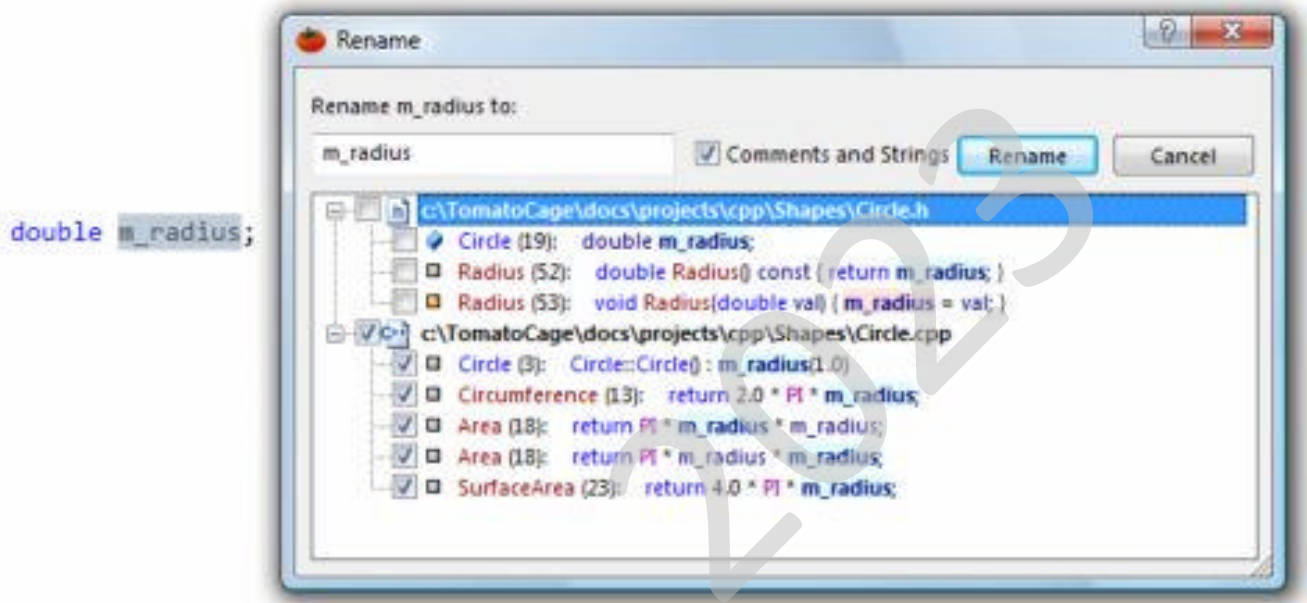 Rename
Rename m_radius to:
m_radius
Comments and Strings
Rename
Cancel
c:\TomatoCage\docs\projects\cpp\Shapes\Circle.h
double m_radius;
Circle (19): double m_radius;
Radius (52): double Radius() const { return m_radius; }
Radius (53): void Radius(double val) { m_radius = val; }
c:\TomatoCage\docs\projects\cpp\Shapes\Circle.cpp
Circle (3): Circle::Circle() : m_radius(1.0)
Circumference (13): return 2.0 * PI * m_radius;
Area (18): return PI * m_radius * m_radius;
Area (18): return PI * m_radius * m_radius;
SurfaceArea (23): return 4.0 * PI * m_radius;
2023